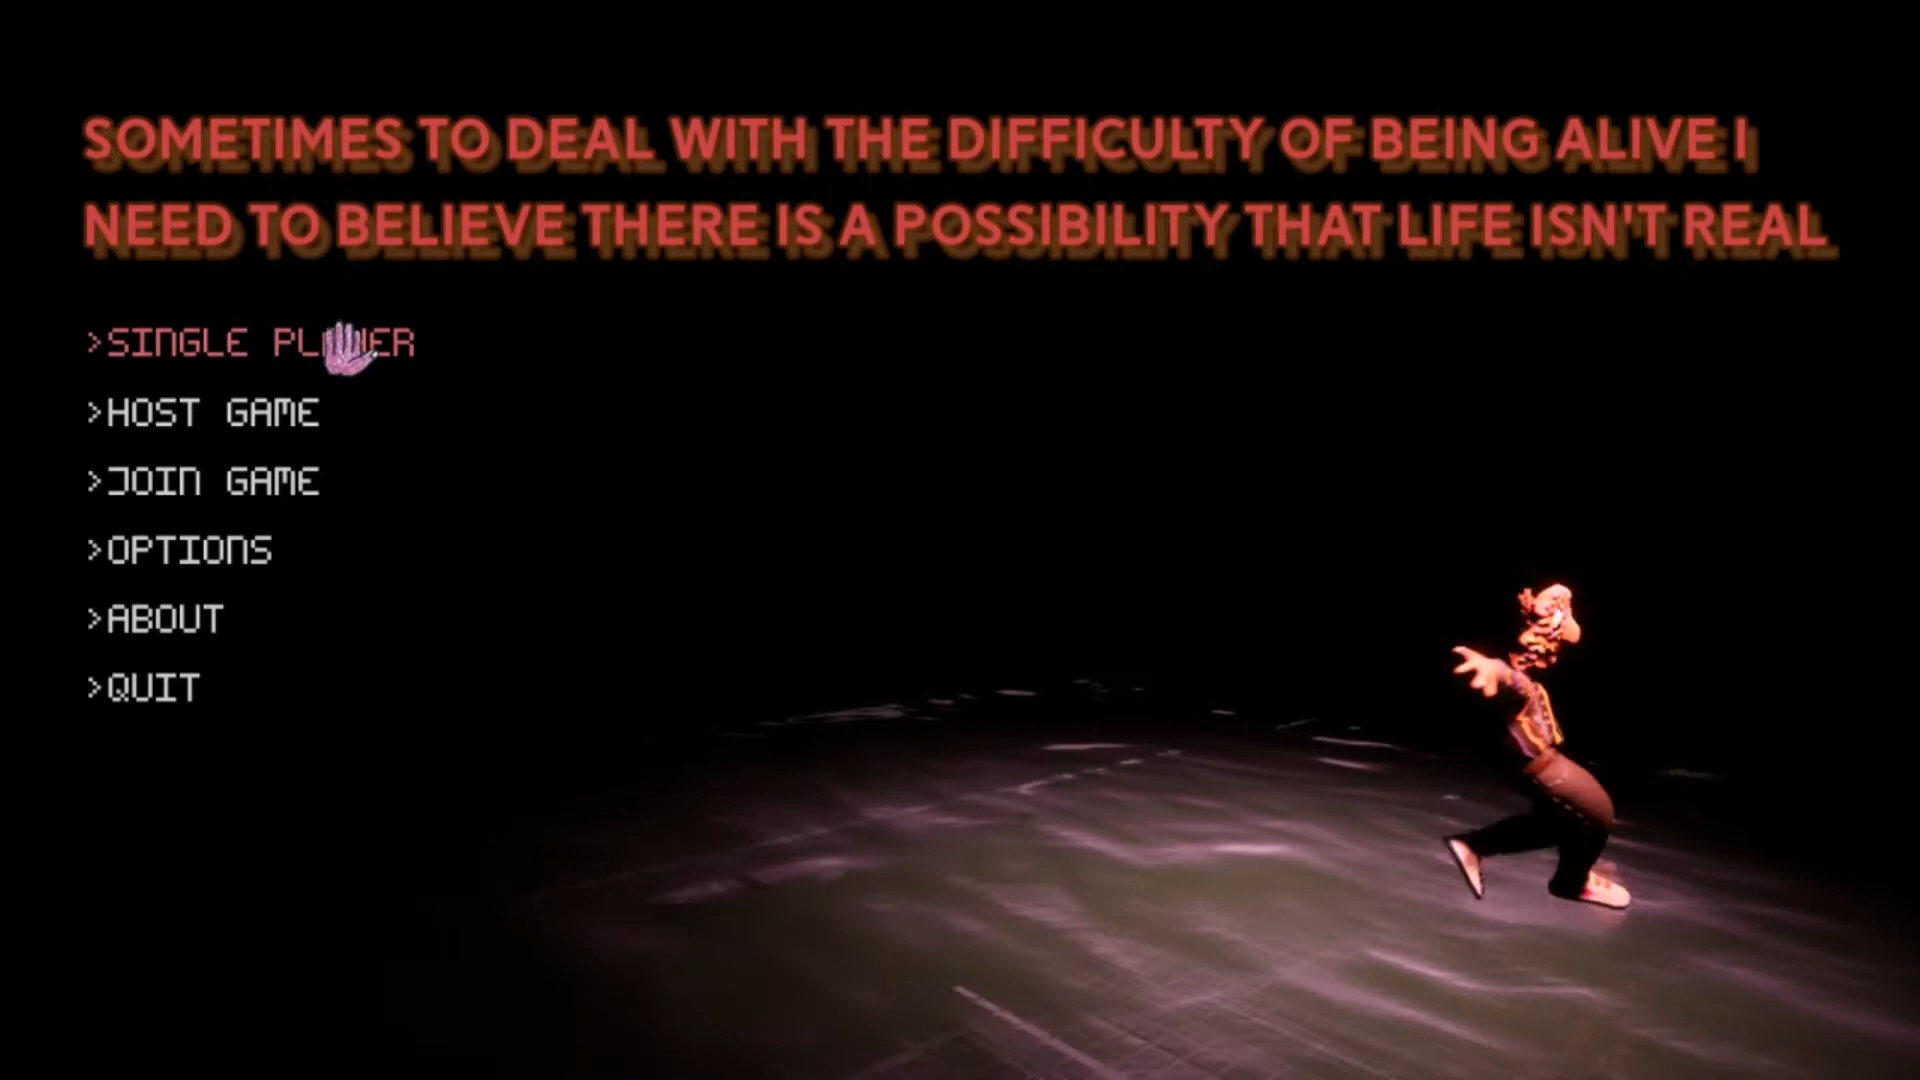 SOMETIMES TO DEAL WITH THE DIFFICULTY OF BEING ALIVE I
NEED TO BELIEVE THERE IS A POSSIBILITY THAT LIFE ISN'T REAL
>SINGLE PLAYER
>HOST GAME
>JOIN GAME
>OPTIONS
>ABOUT
>QUIT